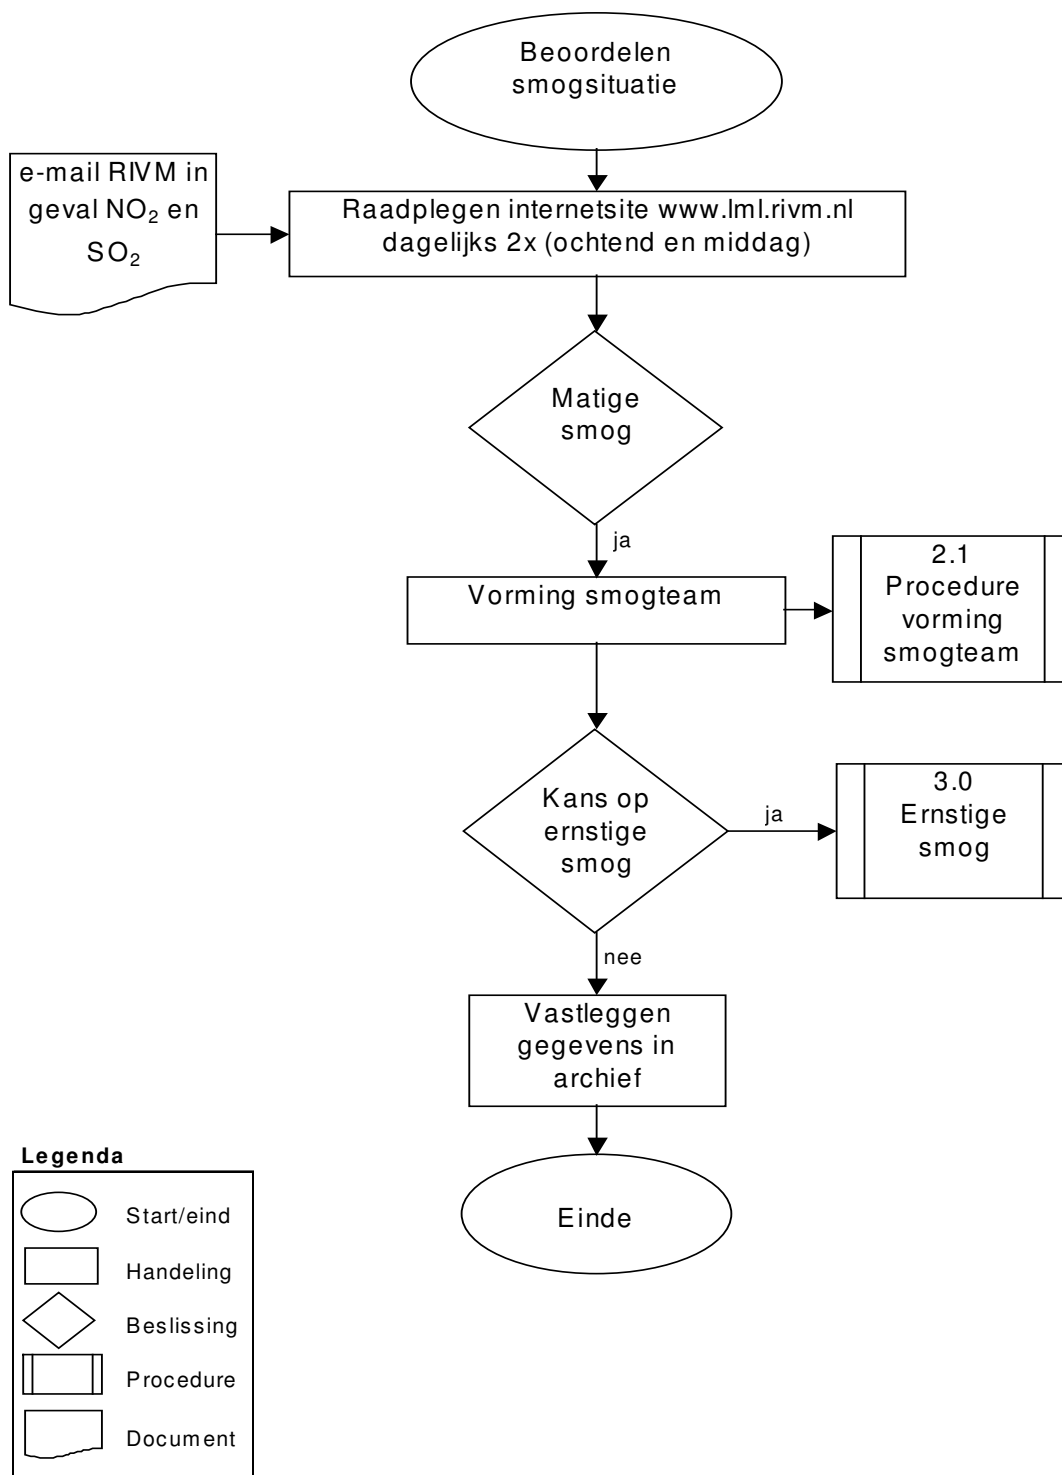 Beoordelen
smogsituatie
e-mail RIVM in
geval NO₂ en
SO₂
Raadplegen internetsite www.lml.rivm.nl
dagelijks 2x (ochtend en middag)
Matige
smog
ja
Vorming smogteam
2.1
Procedure
vorming
smogteam
Kans op
ernstige
smog
ja
3.0
Ernstige
smog
nee
Vastleggen
gegevens in
archief
Einde
Legenda
Start/eind
Handeling
Beslissing
Procedure
Document